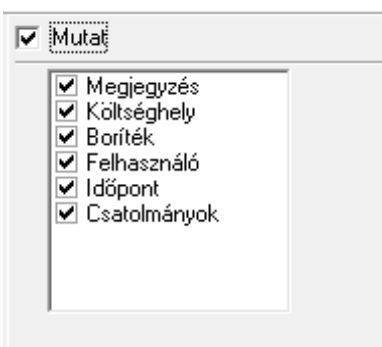 Mutat
Megjegyzés
Költséghely
Boríték
Felhasználó
Időpont
Csatolmányok